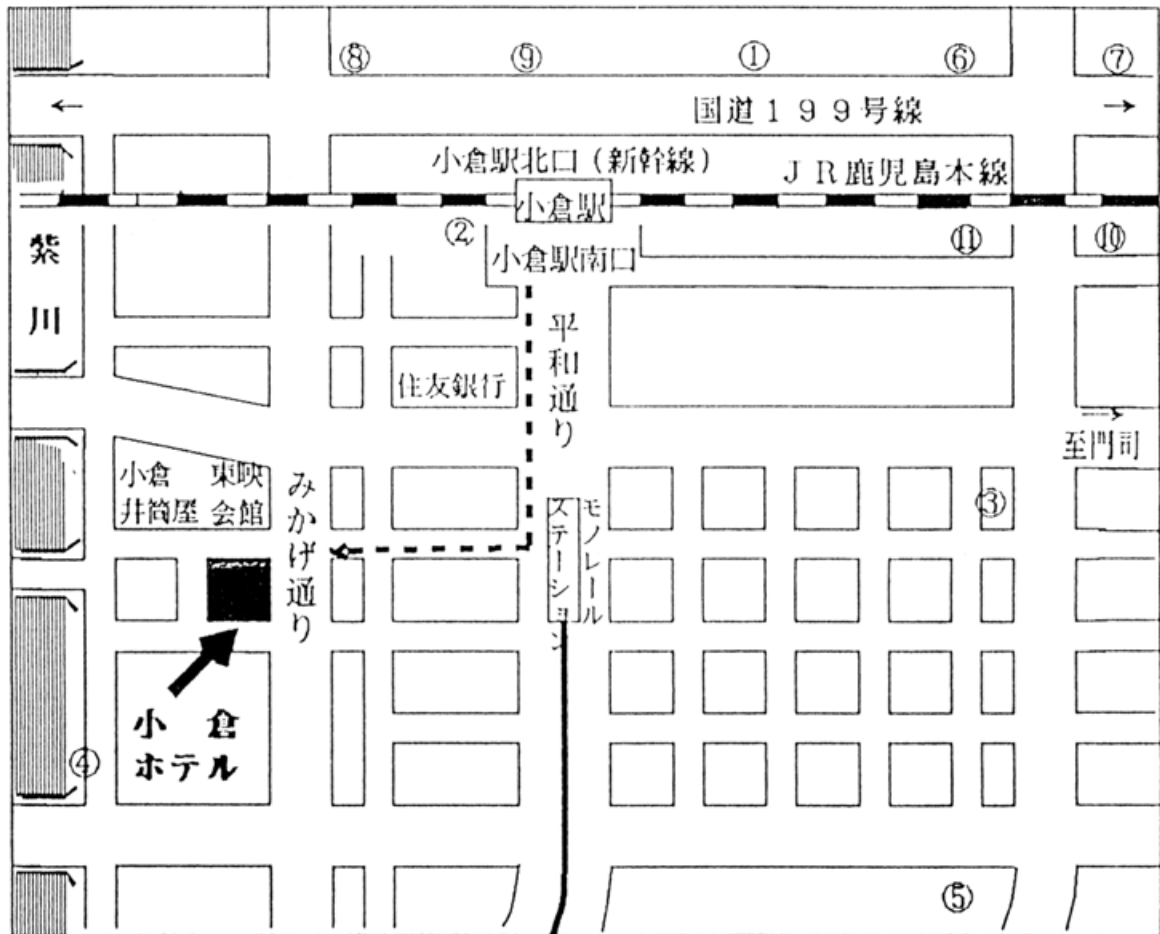 ⑧ ⑨ ① ⑥ ⑦
← 国道199号線 →
小倉駅北口(新幹線)
JR鹿児島本線
小倉駅
② ⑪ ⑩
小倉駅南口
紫川
平和通り
住友銀行
→
至門司
小倉 東映
井筒屋 会館
みかげ通り
モノレール
ステーション
③
小倉
ホテル
④
⑤